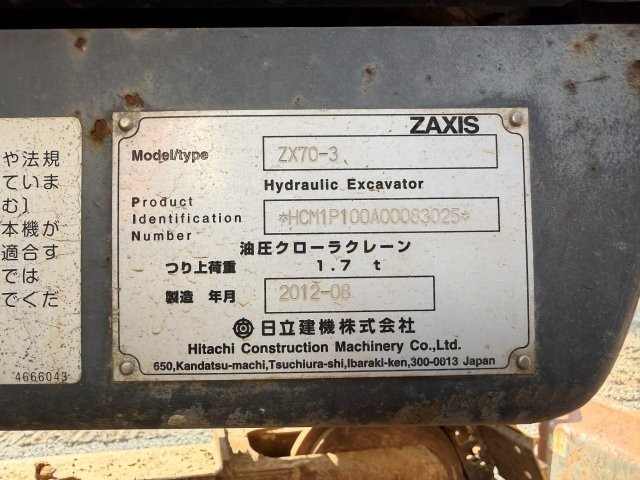 や法規
ていま
む)
本機が
適合す
では
でくだ
4666043
ZAXIS
Model/type ZX70-3
Hydraulic Excavator
Product
Identification
Number
*HCM1P100A00083025*
油圧クローラクレーン
つり上荷重 1.7 t
製造 年月 2012-08
日立建機株式会社
Hitachi Construction Machinery Co.,Ltd.
650,Kandatsu-machi,Tsuchiura-shi,Ibaraki-ken,300-0013 Japan